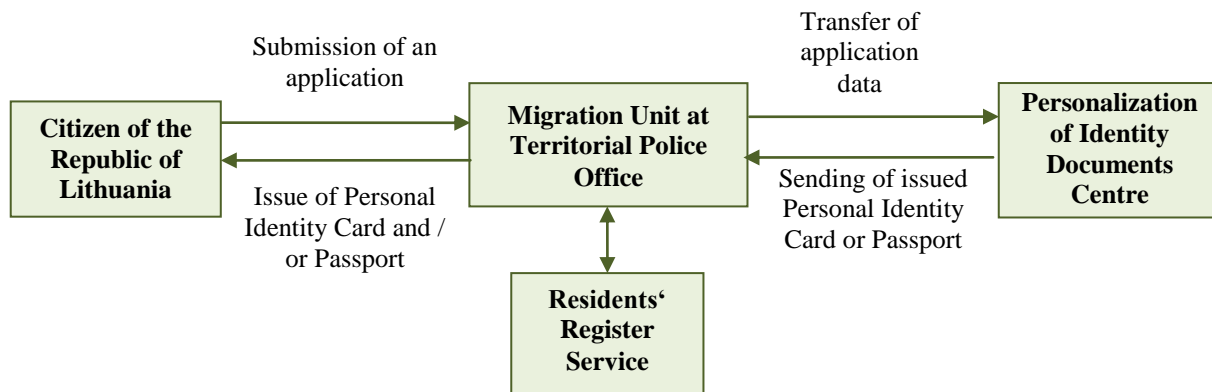 Submission of an
application
Transfer of
application
data
Citizen of the
Republic of
Lithuania
Migration Unit at
Territorial Police
Office
Personalization
of Identity
Documents
Centre
Issue of Personal
Identity Card and /
or Passport
Sending of issued
Personal Identity
Card or Passport
Residents‘
Register
Service